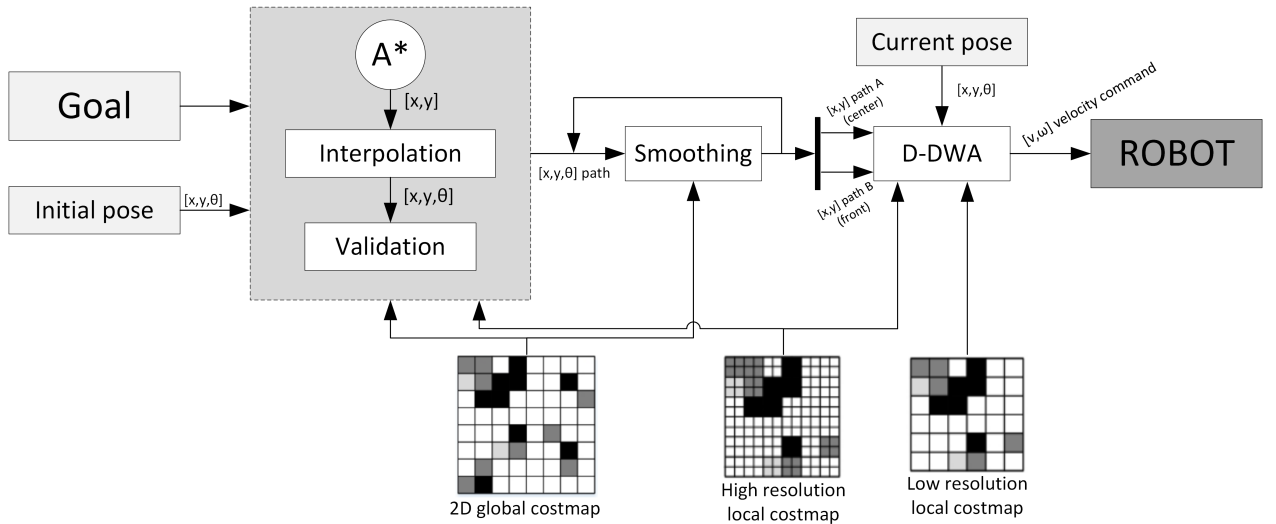 Goal
Initial pose
[x,y,θ]
A*
[x,y]
Interpolation
[x,y,θ]
Validation
[x,y,θ] path
Smoothing
[x,y] path A
(center)
[x,y] path B
(front)
Current pose
[x,y,θ]
D-DWA
[v,ω] velocity command
ROBOT
2D global costmap
High resolution
local costmap
Low resolution
local costmap